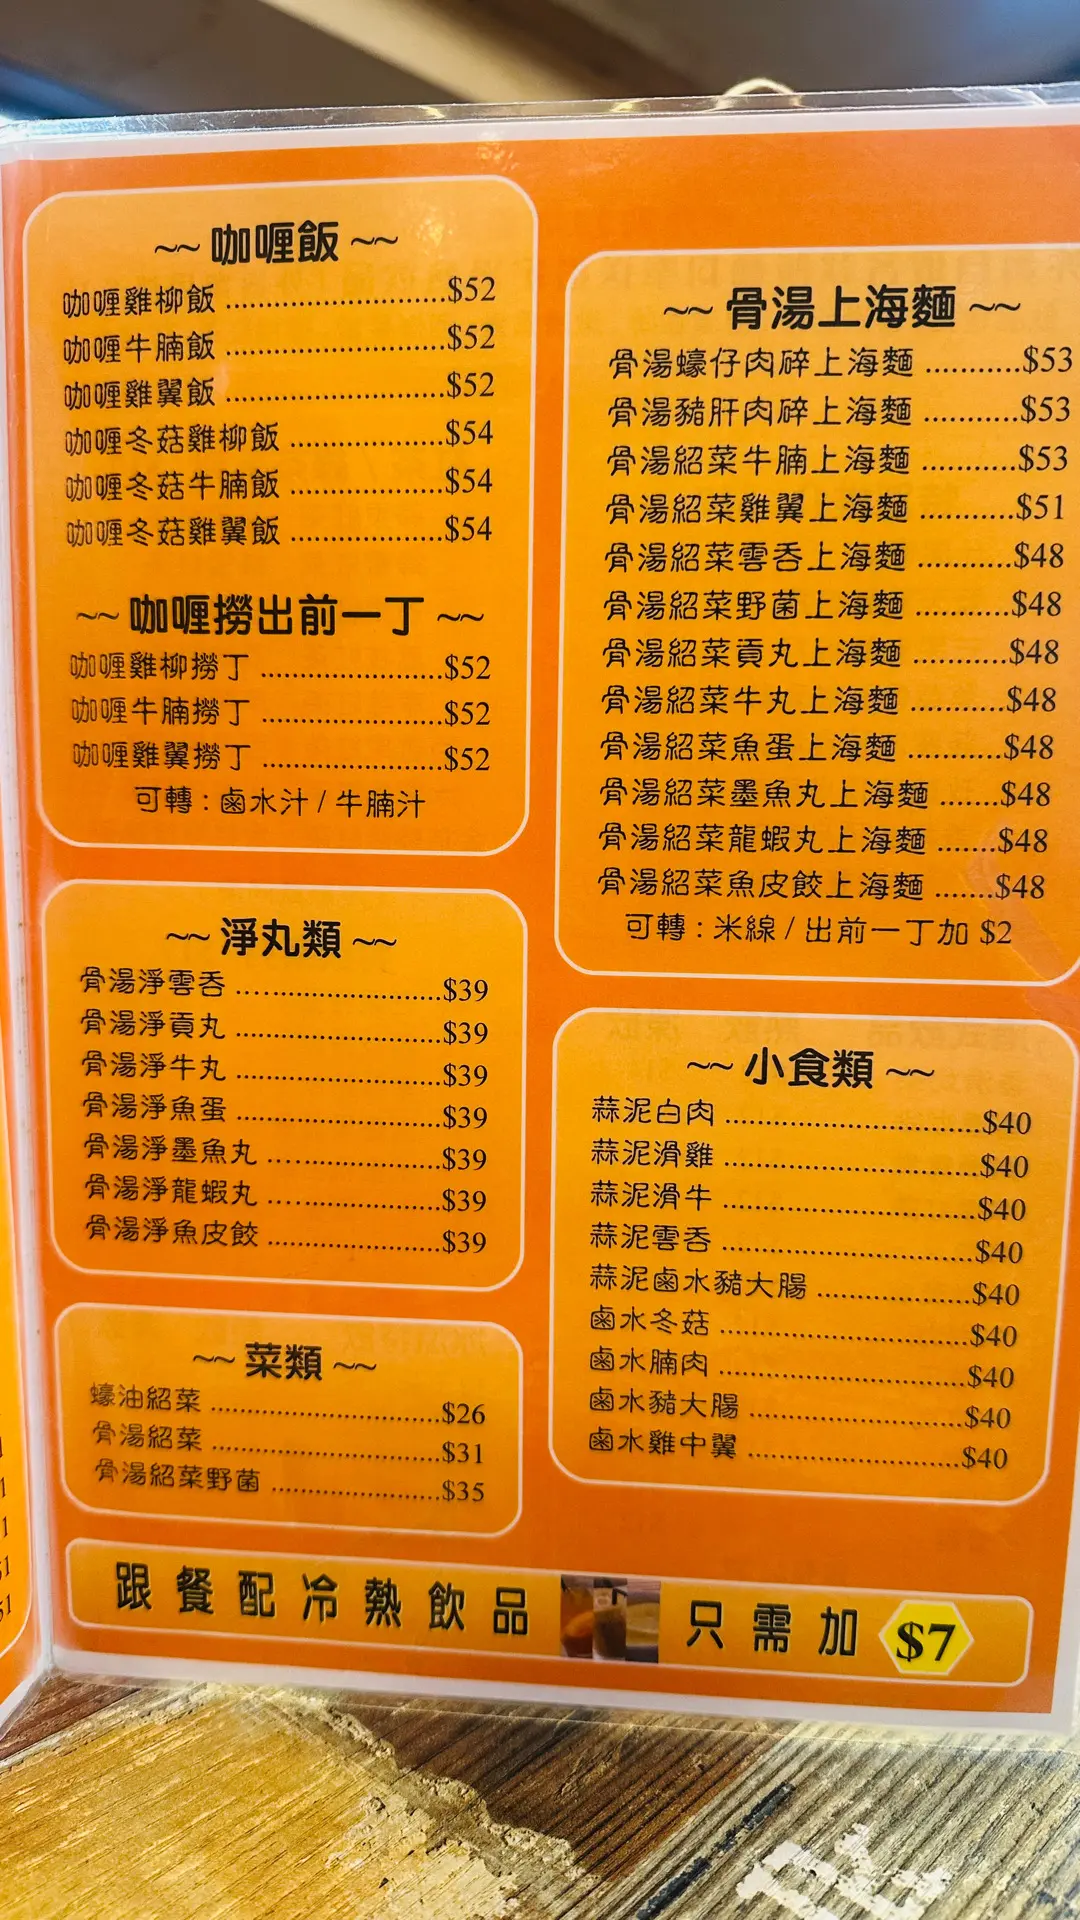 ~~ 咖喱飯 ~~
咖喱雞柳飯 ..........................$52
咖喱牛腩飯 ..........................$52
咖喱雞翼飯 ..........................$52
咖喱冬菇雞柳飯 ..................$54
咖喱冬菇牛腩飯 ..................$54
咖喱冬菇雞翼飯 ..................$54
~~ 咖喱撈出前一丁 ~~
咖喱雞柳撈丁 ......................$52
咖喱牛腩撈丁 ......................$52
咖喱雞翼撈丁 ......................$52
可轉 : 鹵水汁 / 牛腩汁
~~ 淨丸類 ~~
骨湯淨雲吞 ............................$39
骨湯淨貢丸 ............................$39
骨湯淨牛丸 ............................$39
骨湯淨魚蛋 ............................$39
骨湯淨墨魚丸 ........................$39
骨湯淨龍蝦丸 ........................$39
骨湯淨魚皮餃 ........................$39
~~ 菜類 ~~
蠔油紹菜 ..............................$26
骨湯紹菜 ..............................$31
骨湯紹菜野菌 ......................$35
~~ 骨湯上海麵 ~~
骨湯蠔仔肉碎上海麵 ...........$53
骨湯豬肝肉碎上海麵 ...........$53
骨湯紹菜牛腩上海麵 ...........$53
骨湯紹菜雞翼上海麵 ...........$51
骨湯紹菜雲吞上海麵 ...........$48
骨湯紹菜野菌上海麵 ...........$48
骨湯紹菜貢丸上海麵 ...........$48
骨湯紹菜牛丸上海麵 ...........$48
骨湯紹菜魚蛋上海麵 ...........$48
骨湯紹菜墨魚丸上海麵 .......$48
骨湯紹菜龍蝦丸上海麵 .......$48
骨湯紹菜魚皮餃上海麵 .......$48
可轉 : 米線 / 出前一丁加 $2
~~ 小食類 ~~
蒜泥白肉 ..............................$40
蒜泥滑雞 ..............................$40
蒜泥滑牛 ..............................$40
蒜泥雲吞 ..............................$40
蒜泥鹵水豬大腸 ..................$40
鹵水冬菇 ..............................$40
鹵水腩肉 ..............................$40
鹵水豬大腸 ..........................$40
鹵水雞中翼 ..........................$40
跟餐配冷熱飲品 只需加 $7